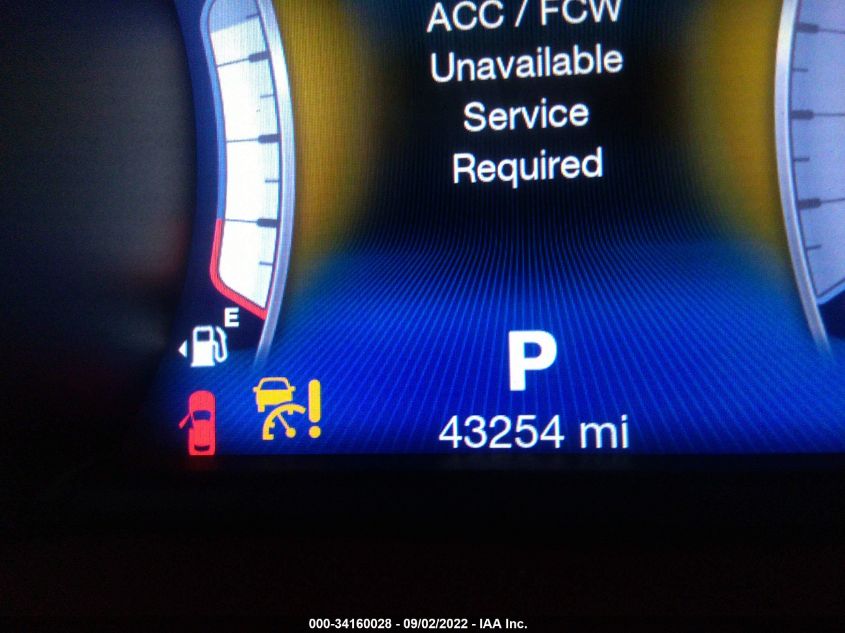 ACC / FCW
Unavailable
Service
Required
E
P
43254 mi
000-34160028 - 09/02/2022 - IAA Inc.